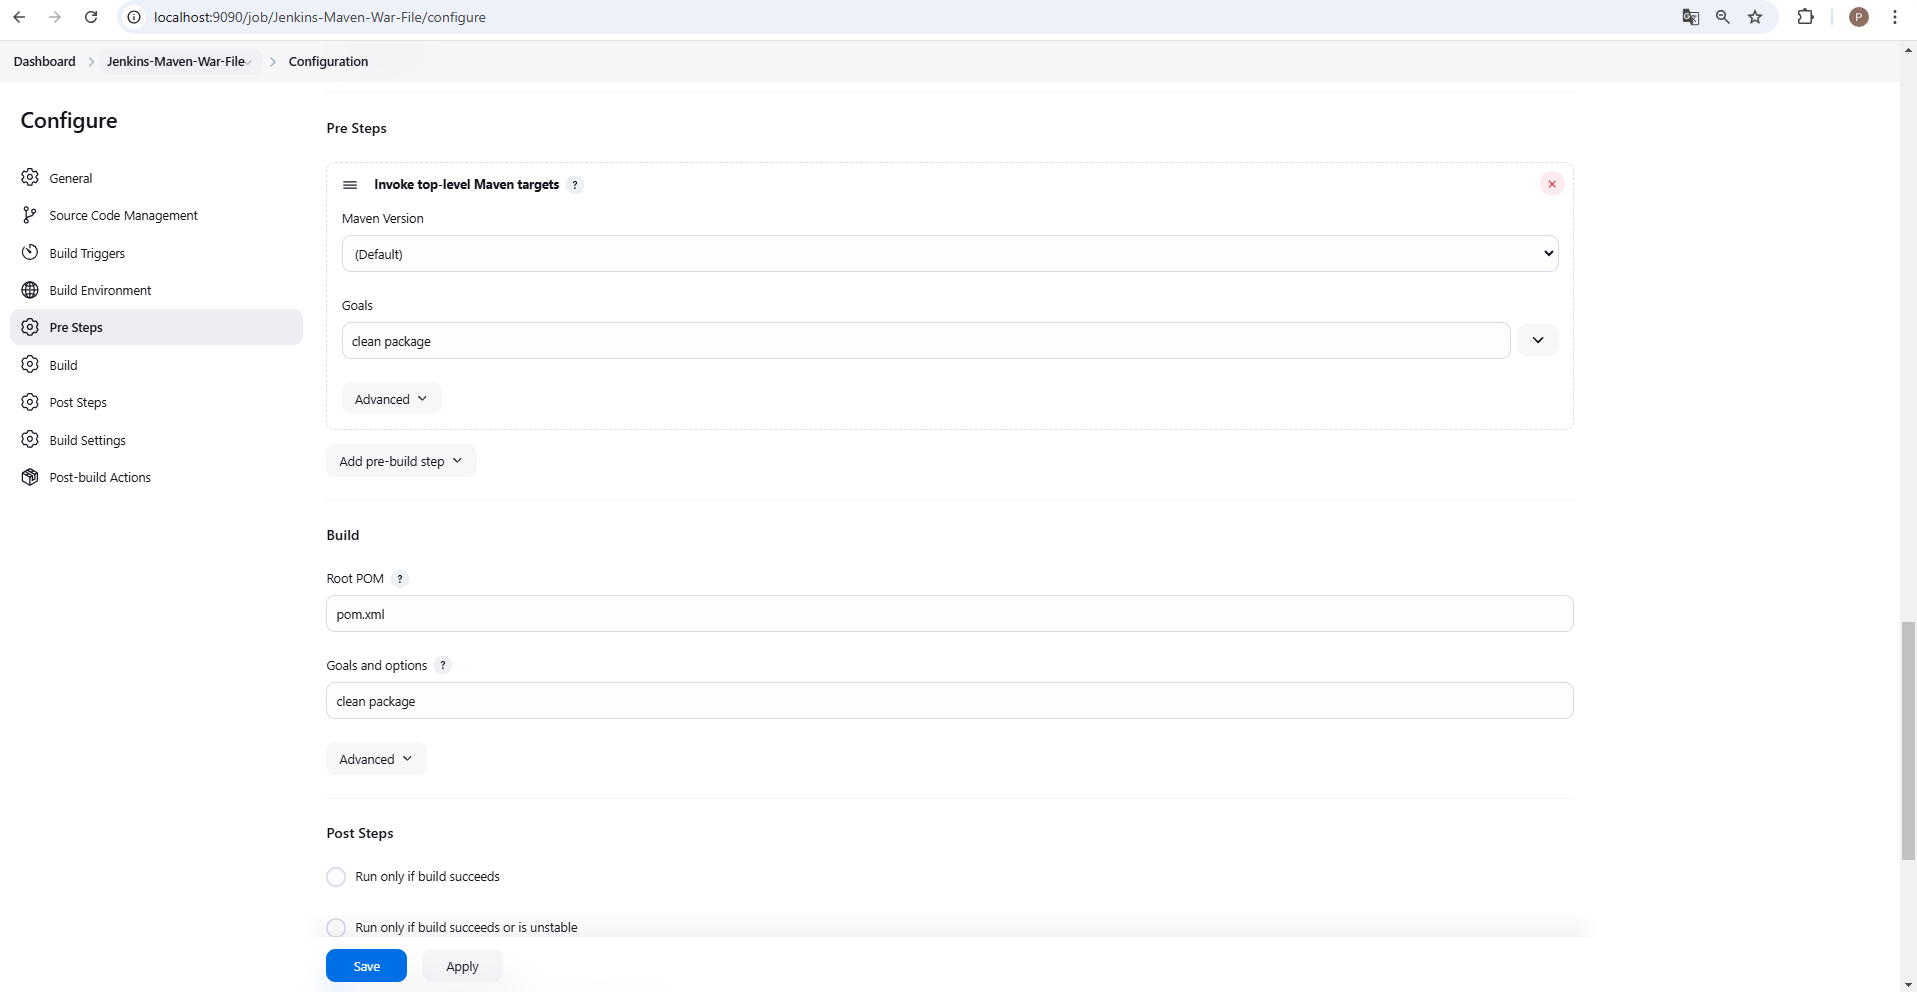 localhost:9090/job/Jenkins-Maven-War-File/configure
P
Dashboard
Jenkins-Maven-War-File
Configuration
Configure
General
Source Code Management
Build Triggers
Build Environment
Pre Steps
Build
Post Steps
Build Settings
Post-build Actions
Pre Steps
Invoke top-level Maven targets ?
Maven Version
(Default)
Goals
clean package
Advanced
Add pre-build step
Build
Root POM ?
pom.xml
Goals and options ?
clean package
Advanced
Post Steps
Run only if build succeeds
Run only if build succeeds or is unstable
Save
Apply